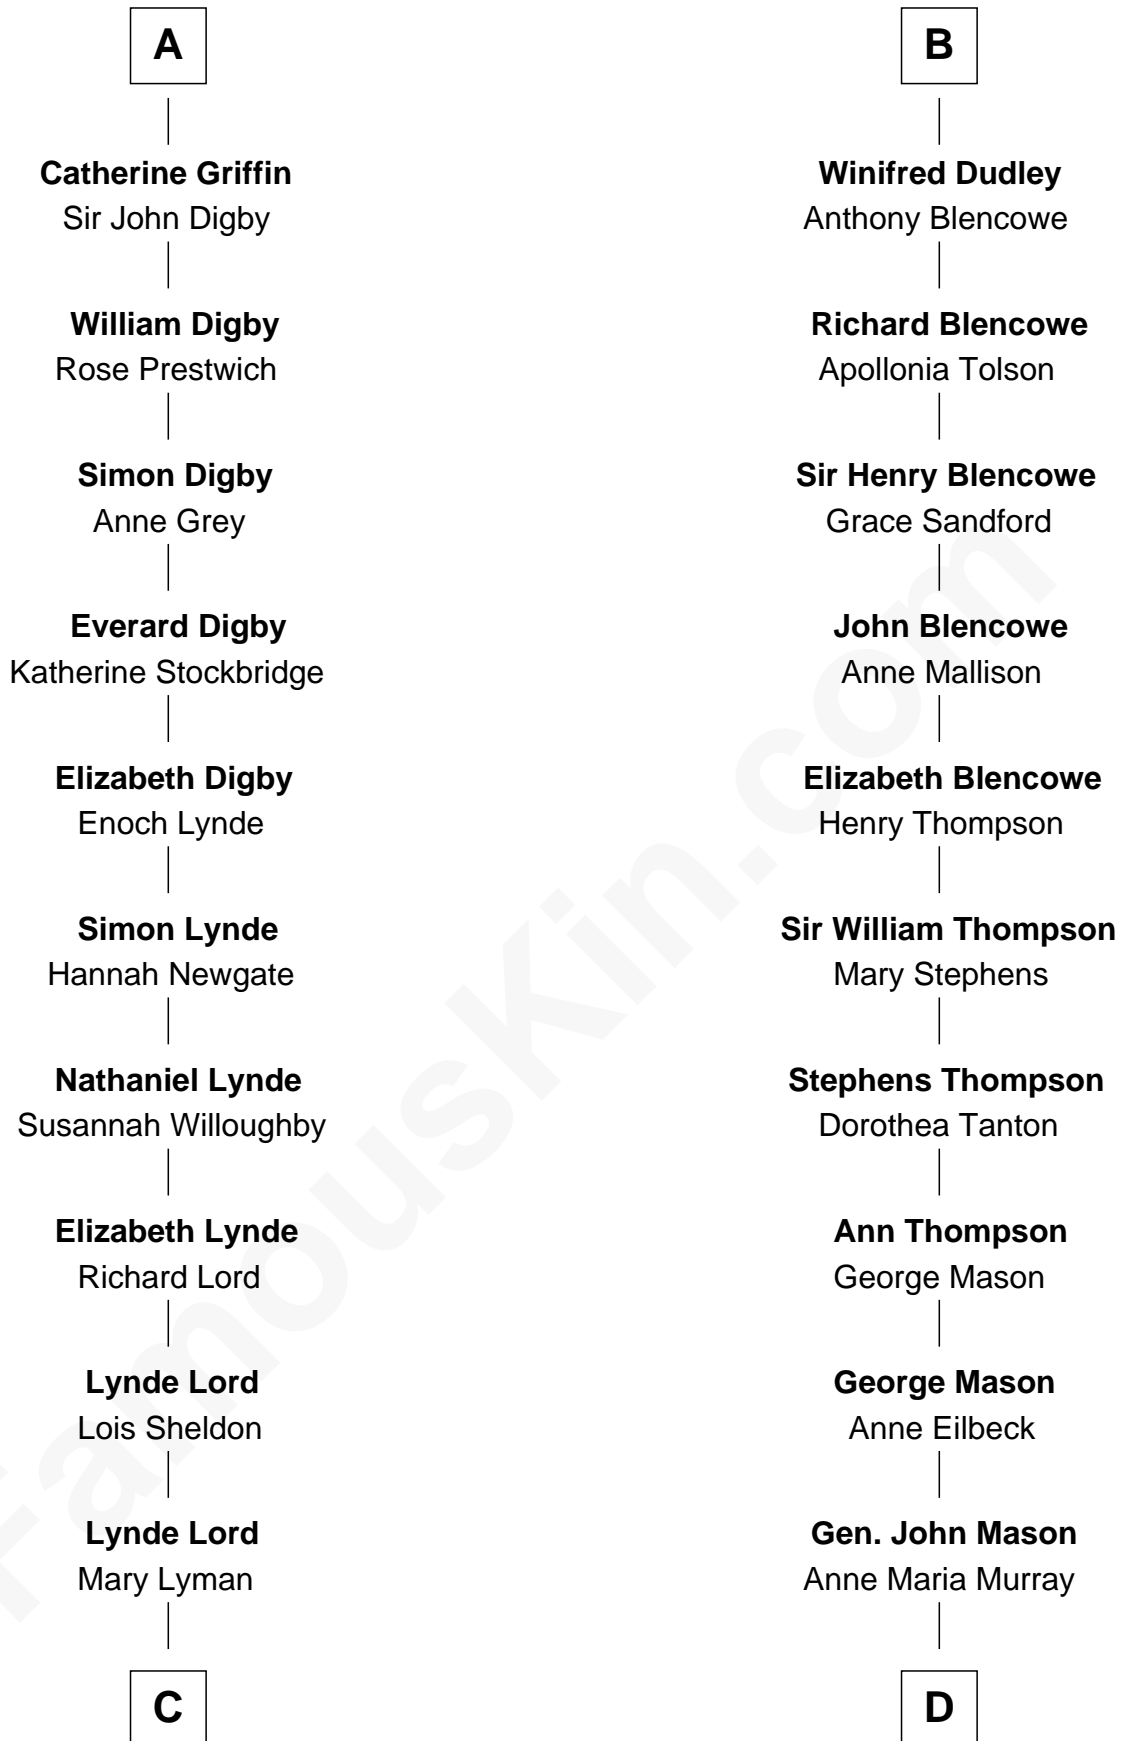 A
Catherine Griffin
Sir John Digby
William Digby
Rose Prestwich
Simon Digby
Anne Grey
Everard Digby
Katherine Stockbridge
Elizabeth Digby
Enoch Lynde
Simon Lynde
Hannah Newgate
Nathaniel Lynde
Susannah Willoughby
Elizabeth Lynde
Richard Lord
Lynde Lord
Lois Sheldon
Lynde Lord
Mary Lyman
C
B
Winifred Dudley
Anthony Blencowe
Richard Blencowe
Apollonia Tolson
Sir Henry Blencowe
Grace Sandford
John Blencowe
Anne Mallison
Elizabeth Blencowe
Henry Thompson
Sir William Thompson
Mary Stephens
Stephens Thompson
Dorothea Tanton
Ann Thompson
George Mason
George Mason
Anne Eilbeck
Gen. John Mason
Anne Maria Murray
D
FamousKin.com